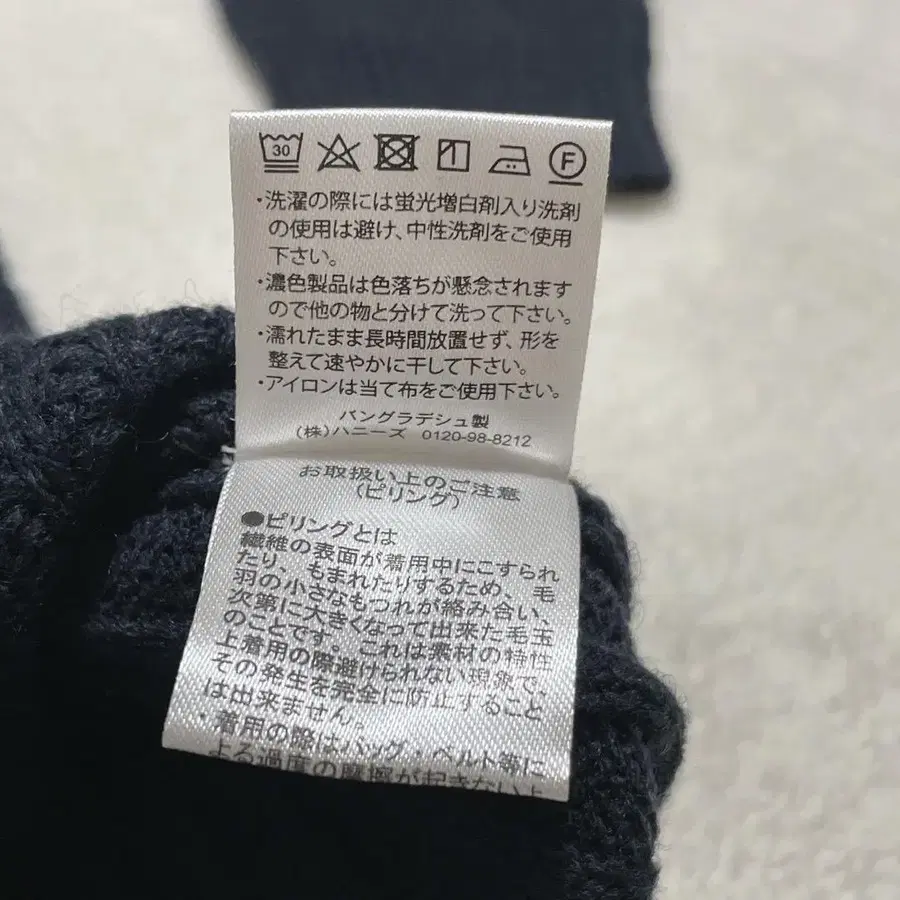 30 F
・洗濯の際には蛍光増白剤入り洗剤
の使用は避け、中性洗剤をご使用
下さい。
・濃色製品は色落ちが懸念されます
ので他の物と分けて洗って下さい。
・濡れたまま長時間放置せず、形を
整えて速やかに干して下さい。
・アイロンは当て布をご使用下さい。
バングラデシュ製
(株)ハニーズ 0120-98-8212
お取扱い上のご注意
(ピリング)
●ピリングとは
繊維の表面が着用中にこすられ
たり、もまれたりするため、毛
羽の小さなもつれが絡み合い、
次第に大きくなって出来た毛玉
のことです。これは素材の特性
上着用の際避けられない現象で、
その発生を完全に防止すること
は出来ません。
・着用の際はバッグ・ベルト等に
よる過度の摩擦が起きないよ